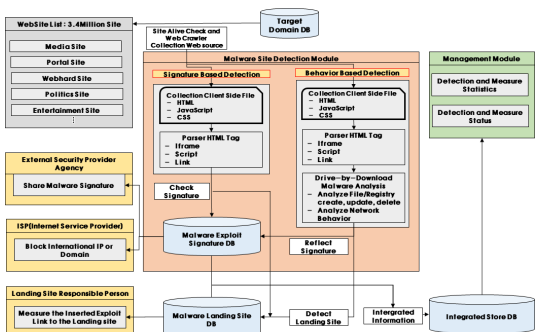 WebSite List : 3.4Million Site
Media Site
Portal Site
Webhard Site
Politics Site
Entertainment Site
⋮
Target
Domain DB
Site Alive Check and
Web Crawler
Collection Web source
Malware Site Detection Module
Signature Based Detection
Collection Client Side File
– HTML
– JavaScript
– CSS
Parser HTML Tag
– Iframe
– Script
– Link
Behavior Based Detection
Collection Client Side File
– HTML
– JavaScript
– CSS
Parser HTML Tag
– Iframe
– Script
– Link
– Drive–by–Download
Malware Analysis
– Analyze File/Registry
create, update, delete
– Analyze Network
Behavior
Check
Signature
Malware Exploit
Signature DB
Reflect
Signature
Management Module
Detection and Measure
Statistics
Detection and Measure
Status
External Security Provider
Agency
Share Malware Signature
ISP(Internet Service Provider)
Block International IP or
Domain
Landing Site Responsible Person
Measure the Inserted Exploit
Link to the Landing site
Malware Landing Site
DB
Detect
Landing Site
Intergrated
Information
Integrated Store DB